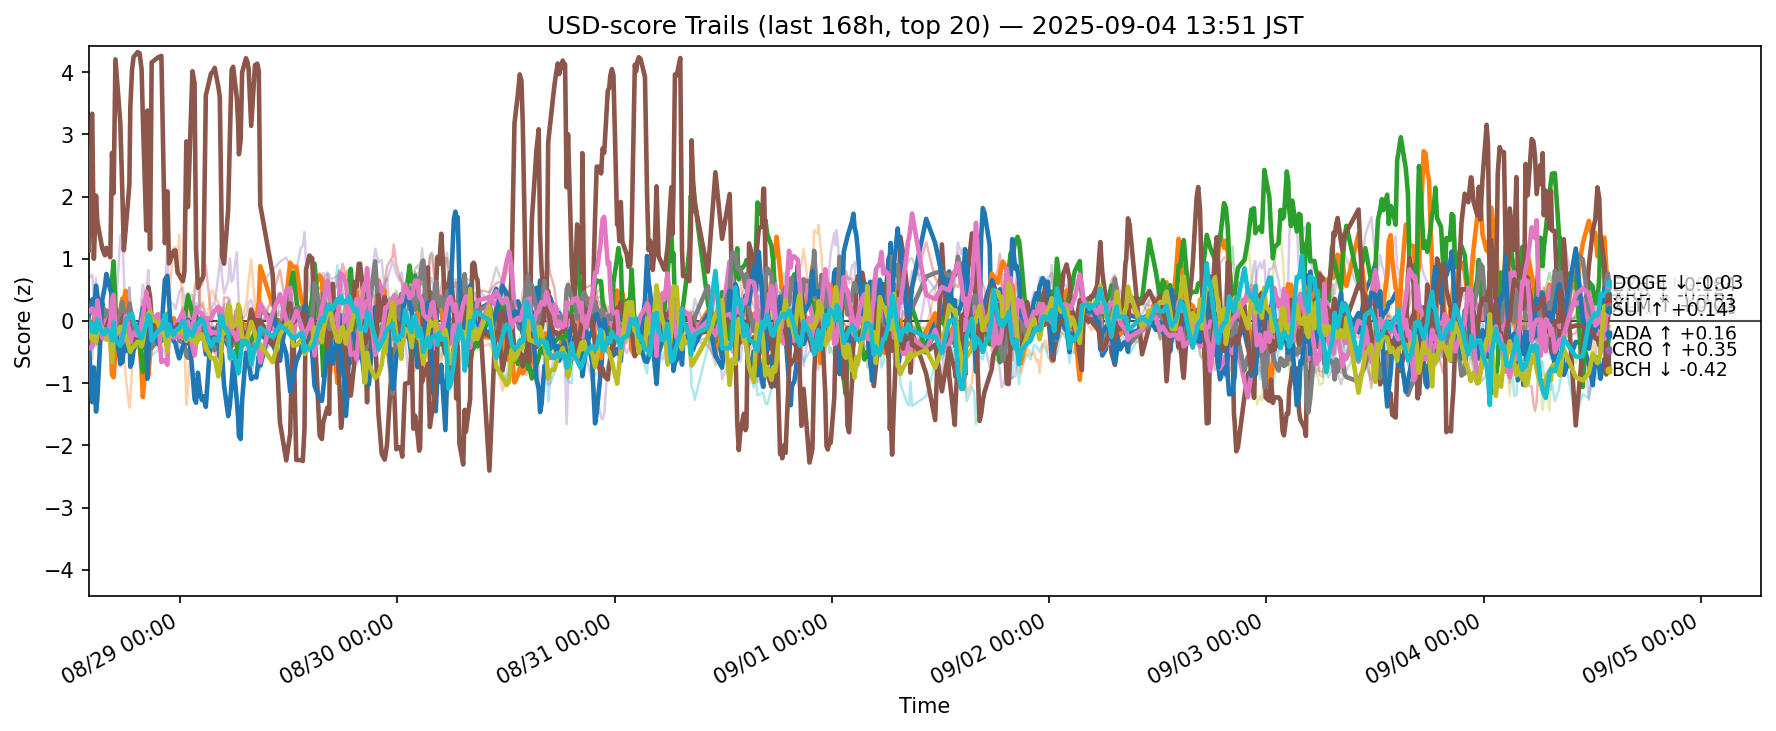 USD-score Trails (last 168h, top 20) — 2025-09-04 13:51 JST
Score (z)
4
3
2
1
0
−1
−2
−3
−4
DOGE ↓ -0.03
SUI ↑ +0.14
ADA ↑ +0.16
CRO ↑ +0.35
BCH ↓ -0.42
08/29 00:00
08/30 00:00
08/31 00:00
09/01 00:00
09/02 00:00
09/03 00:00
09/04 00:00
09/05 00:00
Time